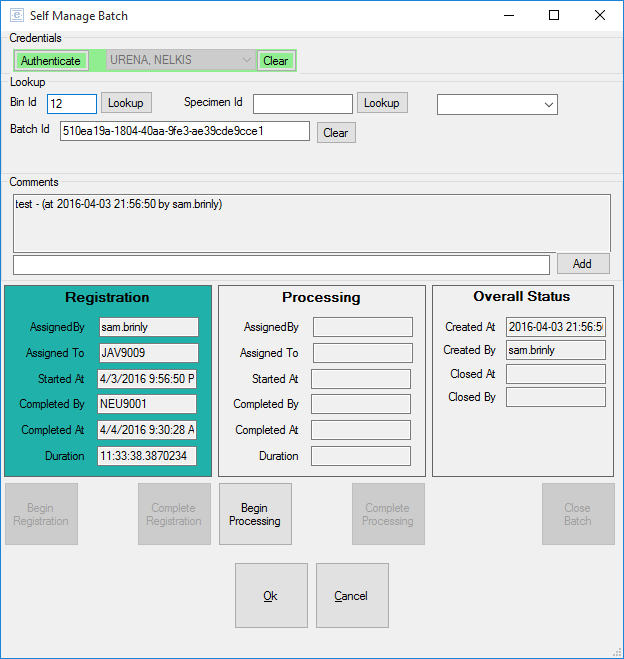 Self Manage Batch
Credentials
Authenticate URENA, NELKIS Clear
Lookup
Bin Id 12 Lookup Specimen Id Lookup
Batch Id 510ea19a-1804-40aa-9fe3-ae39cde9cce1 Clear
Comments
test - (at 2016-04-03 21:56:50 by sam.brinly)
Add
Registration
AssignedBy sam.brinly
Assigned To JAV9009
Started At 4/3/2016 9:56:50 P
Completed By NEU9001
Completed At 4/4/2016 9:30:28 A
Duration 11:33:38.3870234
Processing
AssignedBy
Assigned To
Started At
Completed By
Completed At
Duration
Overall Status
Created At 2016-04-03 21:56:5
Created By sam.brinly
Closed At
Closed By
Begin
Registration
Complete
Registration
Begin
Processing
Complete
Processing
Close
Batch
Ok
Cancel